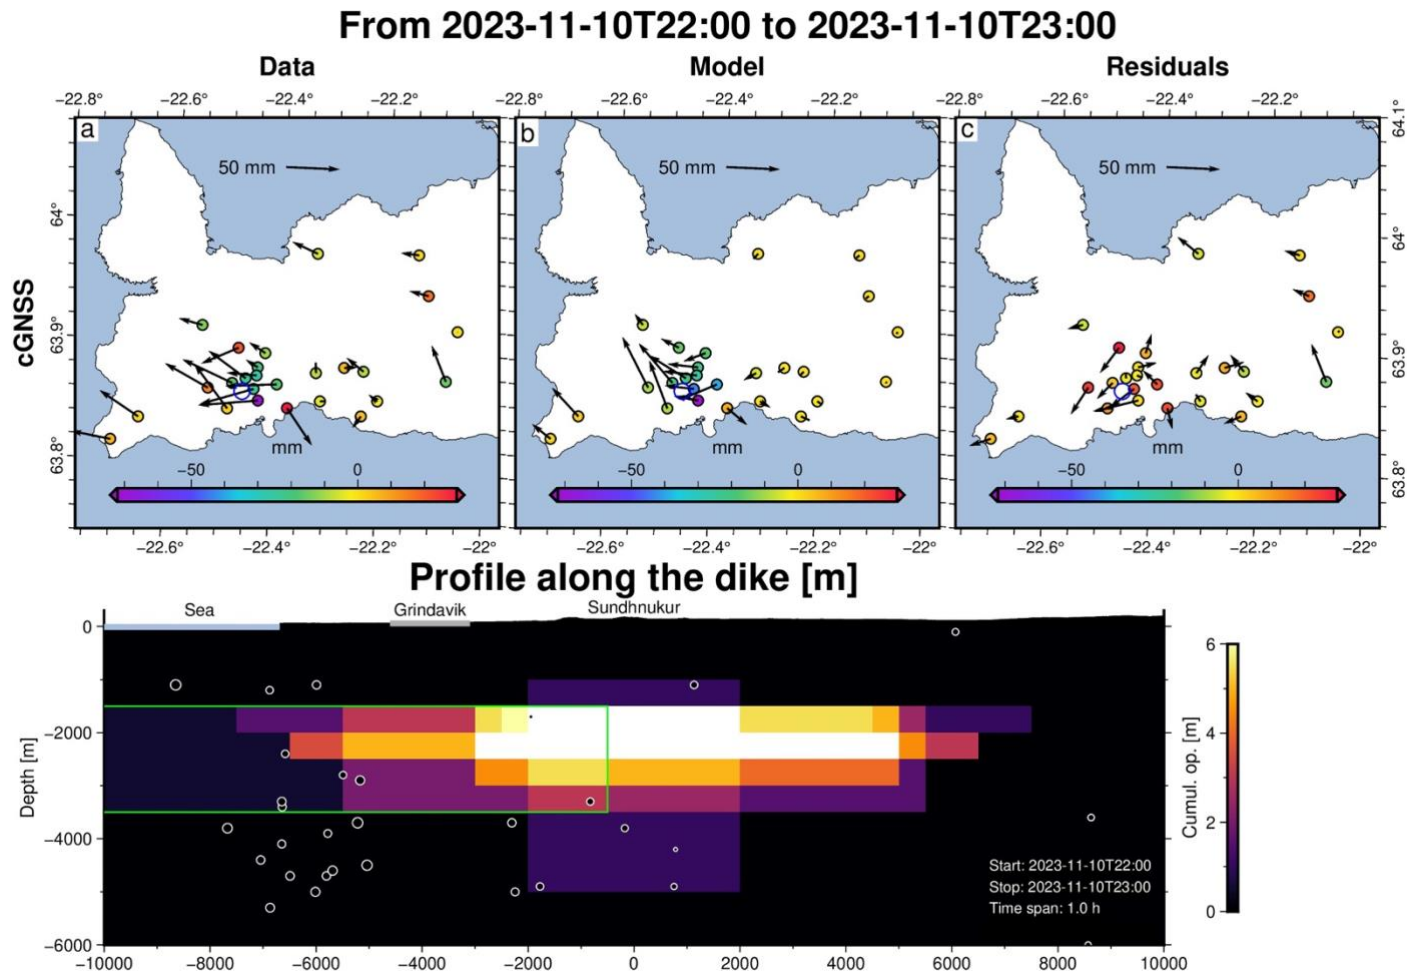 From 2023-11-10T22:00 to 2023-11-10T23:00
Data Model Residuals
−22.8° −22.6° −22.4° −22.2° −22.8° −22.6° −22.4° −22.2° −22.8° −22.6° −22.4° −22.2°
a b c
64.1°
50 mm 50 mm 50 mm
64° 64° 64°
cGNSS
63.9° 63.9° 63.9°
mm mm mm
63.8° 63.8° 63.8°
−50 0 −50 0 −50 0
−22.6° −22.4° −22.2° −22° −22.6° −22.4° −22.2° −22° −22.6° −22.4° −22.2° −22°
Profile along the dike [m]
Sea Grindavik Sundhnukur
0
−2000
−4000
−6000
Depth [m]
6
4
2
0
Cumul. op. [m]
Start: 2023-11-10T22:00
Stop: 2023-11-10T23:00
Time span: 1.0 h
−10000 −8000 −6000 −4000 −2000 0 2000 4000 6000 8000 10000